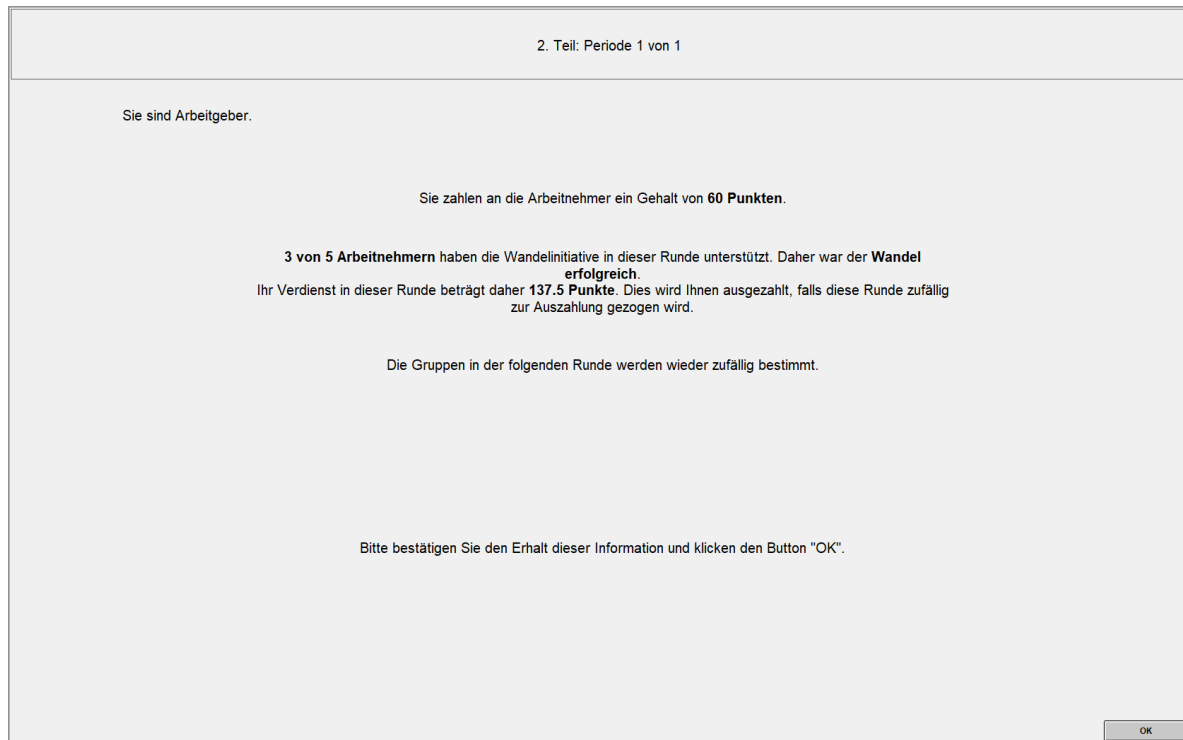 2. Teil: Periode 1 von 1
Sie sind Arbeitgeber.
Sie zahlen an die Arbeitnehmer ein Gehalt von 60 Punkten.
3 von 5 Arbeitnehmern haben die Wandelinitiative in dieser Runde unterstützt. Daher war der Wandel
erfolgreich.
Ihr Verdienst in dieser Runde beträgt daher 137.5 Punkte. Dies wird Ihnen ausgezahlt, falls diese Runde zufällig
zur Auszahlung gezogen wird.
Die Gruppen in der folgenden Runde werden wieder zufällig bestimmt.
Bitte bestätigen Sie den Erhalt dieser Information und klicken den Button "OK".
OK